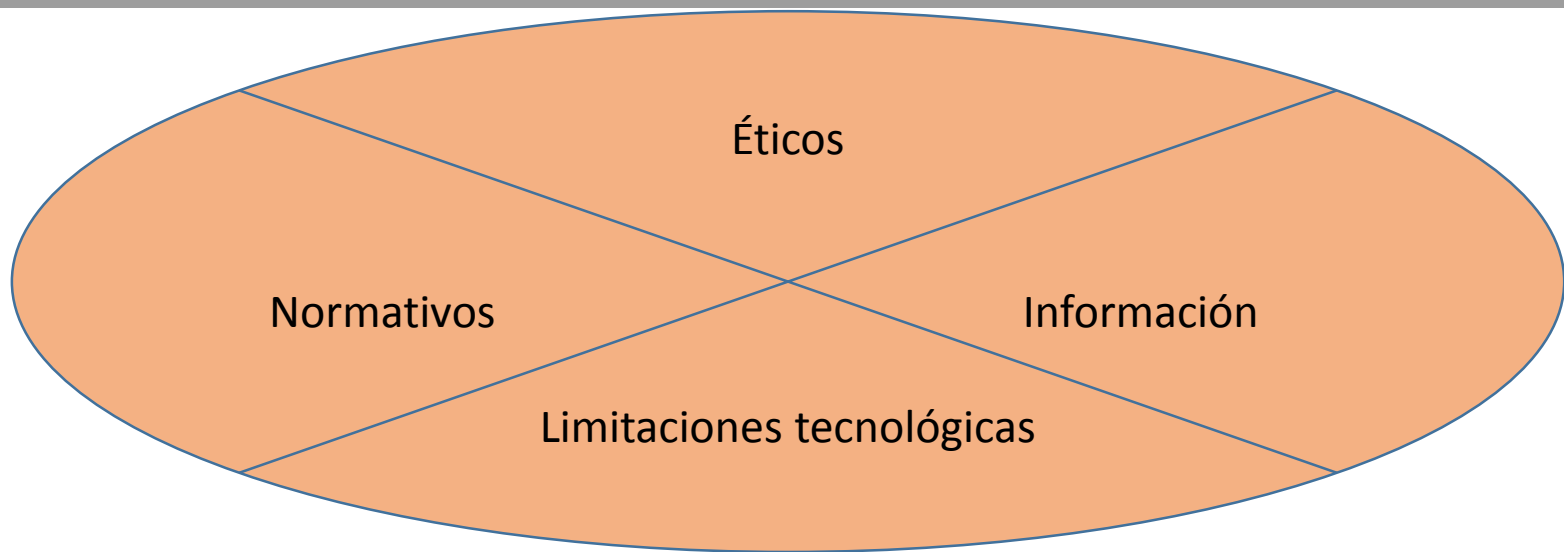 Éticos
Normativos
Información
Limitaciones tecnológicas